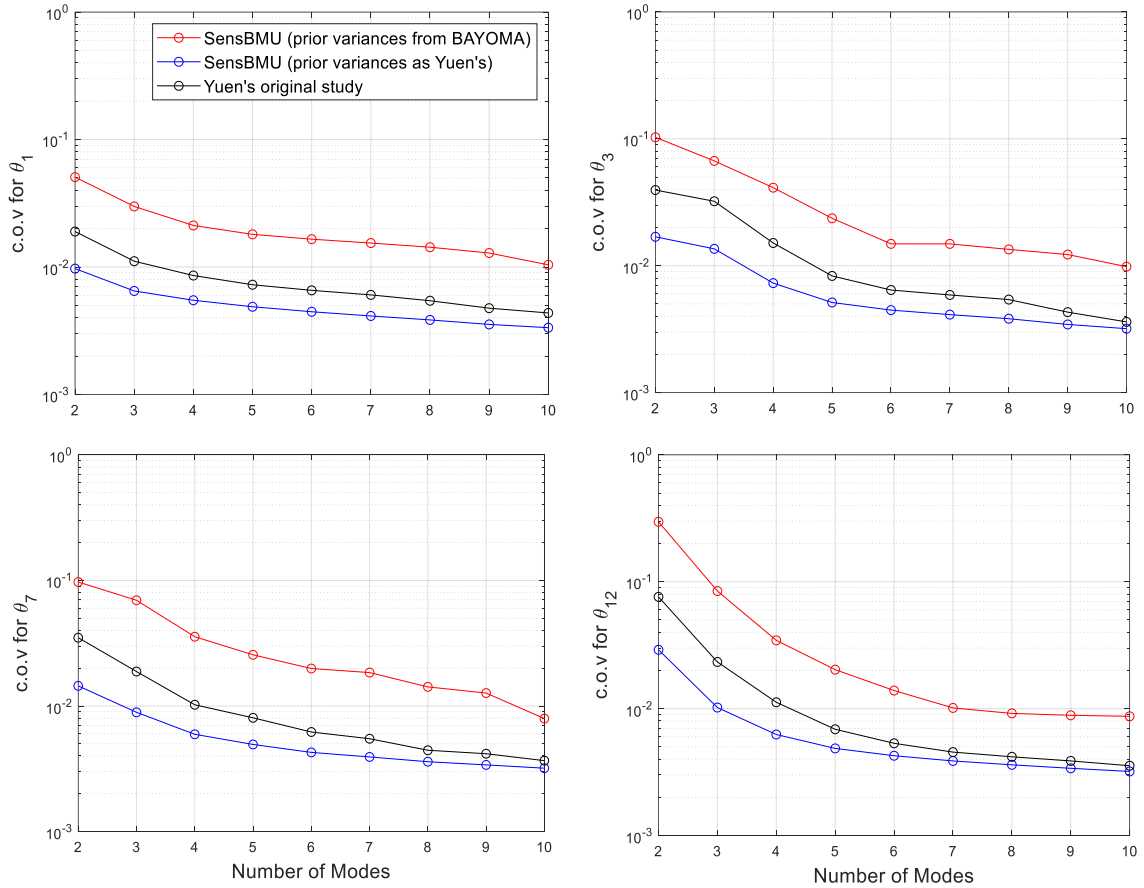 SensBMU (prior variances from BAYOMA)
SensBMU (prior variances as Yuen's)
Yuen's original study
c.o.v for θ1
10^0
10^-1
10^-2
10^-3
2 3 4 5 6 7 8 9 10
c.o.v for θ3
10^0
10^-1
10^-2
10^-3
2 3 4 5 6 7 8 9 10
c.o.v for θ7
10^0
10^-1
10^-2
10^-3
2 3 4 5 6 7 8 9 10
Number of Modes
c.o.v for θ12
10^0
10^-1
10^-2
10^-3
2 3 4 5 6 7 8 9 10
Number of Modes